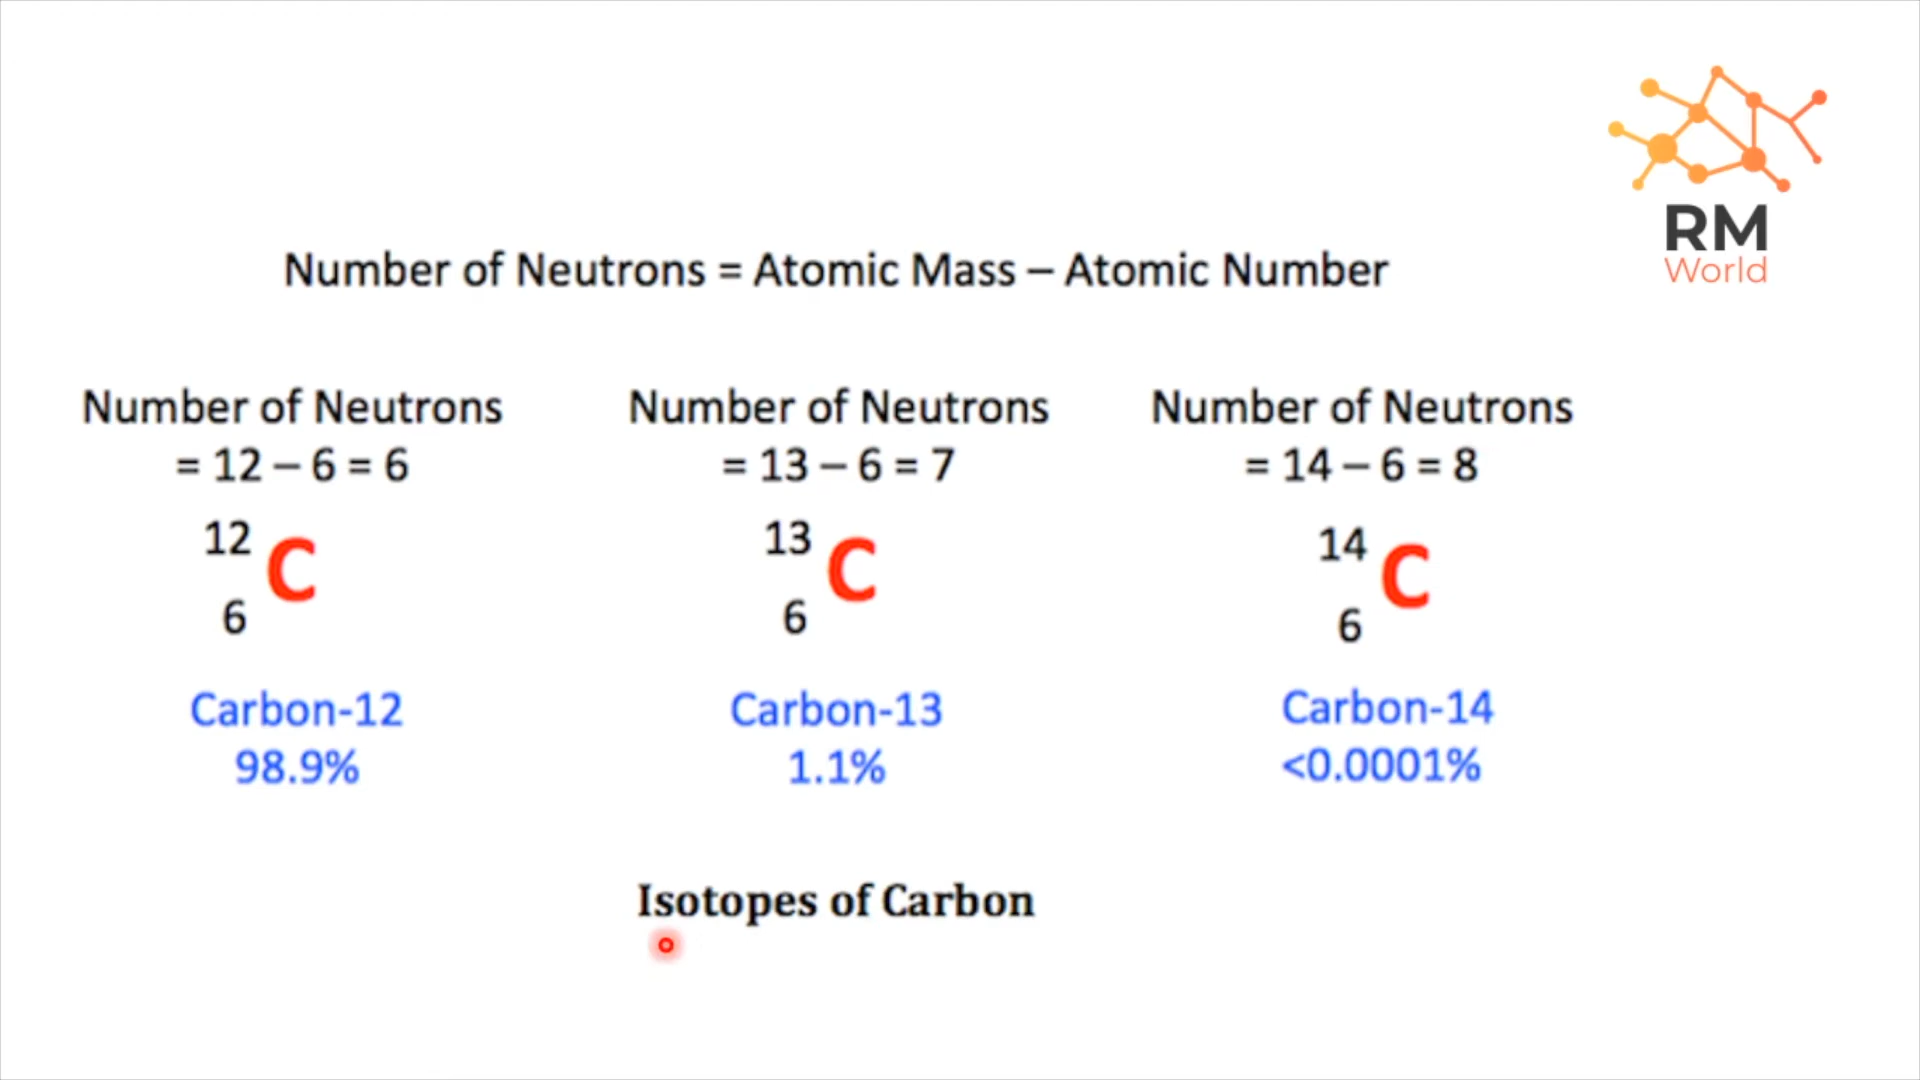 RM
World
Number of Neutrons = Atomic Mass – Atomic Number
Number of Neutrons
= 12 – 6 = 6
12
C
6
Carbon-12
98.9%
Number of Neutrons
= 13 – 6 = 7
13
C
6
Carbon-13
1.1%
Number of Neutrons
= 14 – 6 = 8
14
C
6
Carbon-14
<0.0001%
Isotopes of Carbon